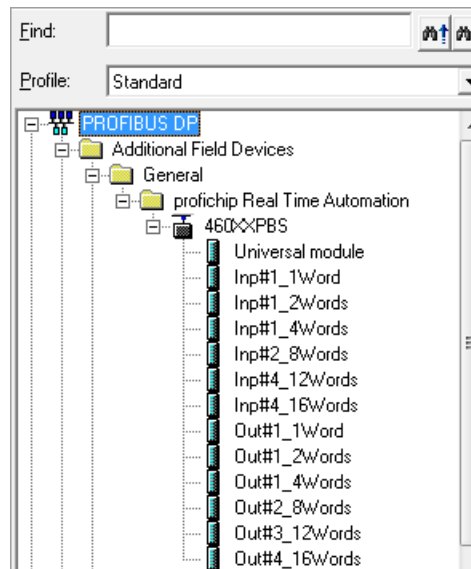 Find:
Profile: Standard
PROFIBUS DP
Additional Field Devices
General
profichip Real Time Automation
460XXPBS
Universal module
Inp#1_1Word
Inp#1_2Words
Inp#1_4Words
Inp#2_8Words
Inp#4_12Words
Inp#4_16Words
Out#1_1Word
Out#1_2Words
Out#1_4Words
Out#2_8Words
Out#3_12Words
Out#4_16Words